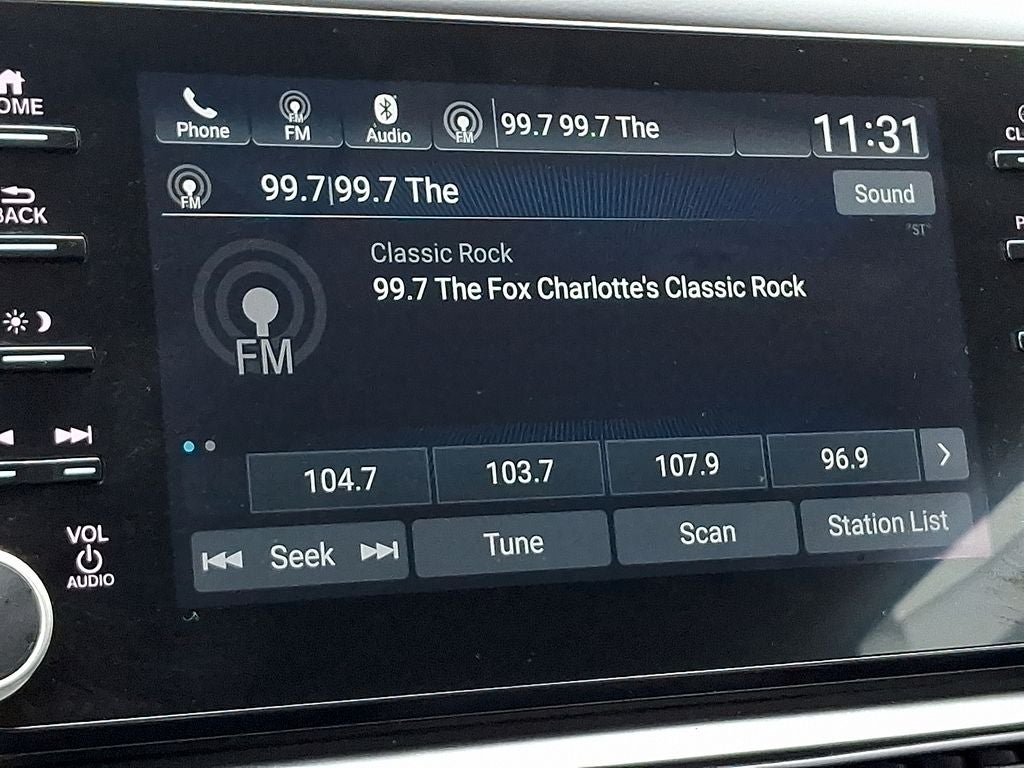 HOME
Phone
FM
FM
Audio
FM
99.7 99.7 The
11:31
FM
99.7|99.7 The
Sound
BACK
ST
Classic Rock
99.7 The Fox Charlotte's Classic Rock
FM
104.7
103.7
107.9
96.9
Seek
Tune
Scan
Station List
VOL
AUDIO